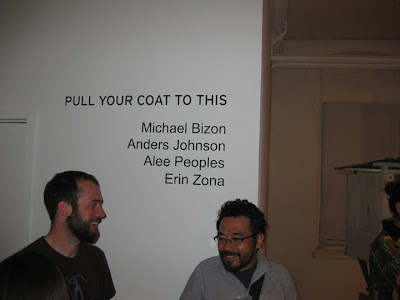 PULL YOUR COAT TO THIS
Michael Bizon
Anders Johnson
Alee Peoples
Erin Zona